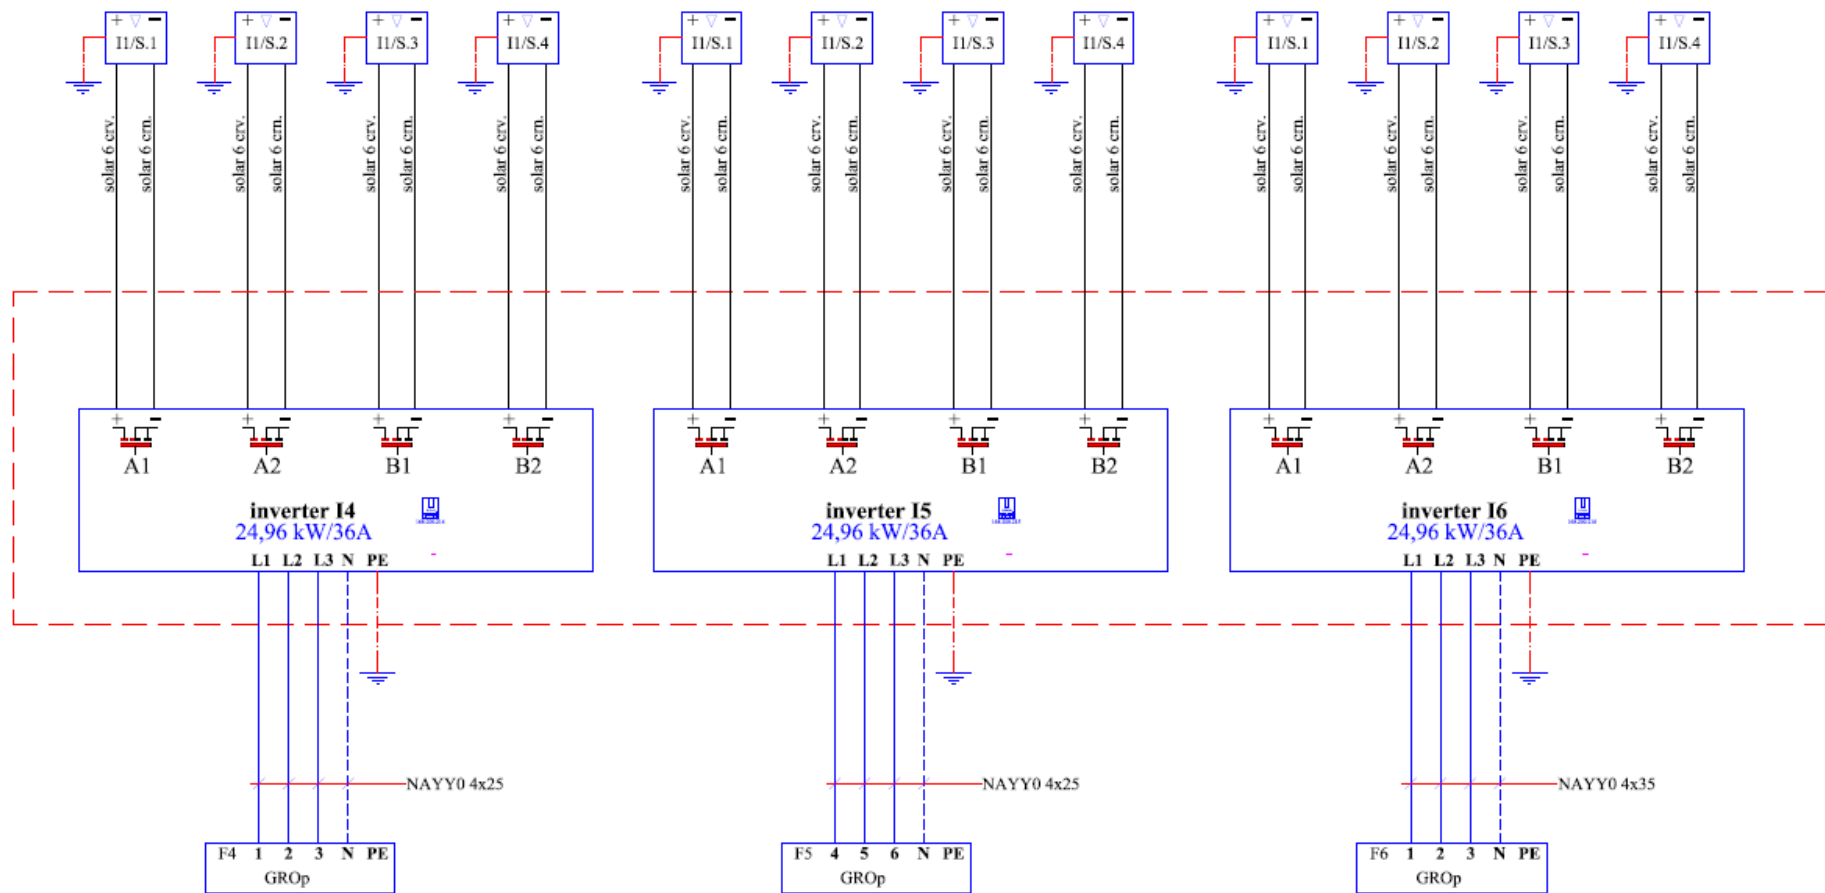 + - + - + - + - + - + - + - + - + - + - + - + -
I1/S.1 I1/S.2 I1/S.3 I1/S.4 I1/S.1 I1/S.2 I1/S.3 I1/S.4 I1/S.1 I1/S.2 I1/S.3 I1/S.4
solar 6 crv. solar 6 crn. solar 6 crv. solar 6 crn. solar 6 crv. solar 6 crn. solar 6 crv. solar 6 crn. solar 6 crv. solar 6 crn. solar 6 crv. solar 6 crn. solar 6 crv. solar 6 crn. solar 6 crv. solar 6 crn. solar 6 crv. solar 6 crn. solar 6 crv. solar 6 crn. solar 6 crv. solar 6 crn. solar 6 crv. solar 6 crn.
+ - + - + - + - + - + - + - + - + - + - + - + -
A1 A2 B1 B2 A1 A2 B1 B2 A1 A2 B1 B2
inverter I4 inverter I5 inverter I6
24,96 kW/36A 24,96 kW/36A 24,96 kW/36A
L1 L2 L3 N PE L1 L2 L3 N PE L1 L2 L3 N PE
NAYY0 4x25 NAYY0 4x25 NAYY0 4x35
F4 1 2 3 N PE F5 4 5 6 N PE F6 1 2 3 N PE
GROp GROp GROp